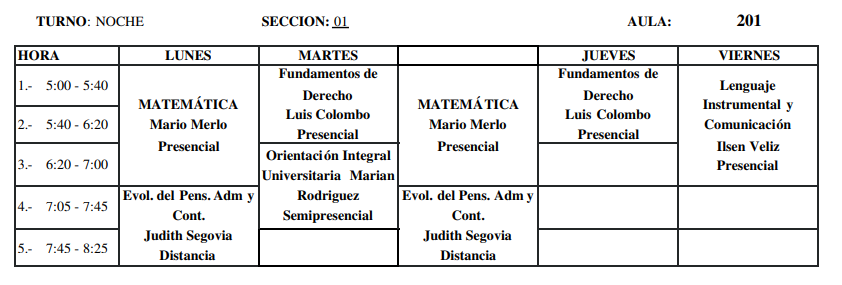 TURNO: NOCHE SECCION: 01 AULA: 201
HORA LUNES MARTES JUEVES VIERNES
1.- 5:00 - 5:40
2.- 5:40 - 6:20
3.- 6:20 - 7:00
4.- 7:05 - 7:45
5.- 7:45 - 8:25
MATEMÁTICA
Mario Merlo
Presencial
Evol. del Pens. Adm y
Cont.
Judith Segovia
Distancia
Fundamentos de
Derecho
Luis Colombo
Presencial
Orientación Integral
Universitaria Marian
Rodriguez
Semipresencial
MATEMÁTICA
Mario Merlo
Presencial
Evol. del Pens. Adm y
Cont.
Judith Segovia
Distancia
Fundamentos de
Derecho
Luis Colombo
Presencial
Lenguaje
Instrumental y
Comunicación
Ilsen Veliz
Presencial